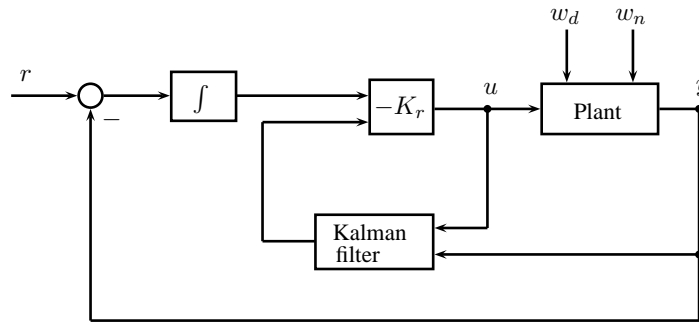 w_d w_n
r
−
∫
−K_r
u
Plant
Kalman
filter